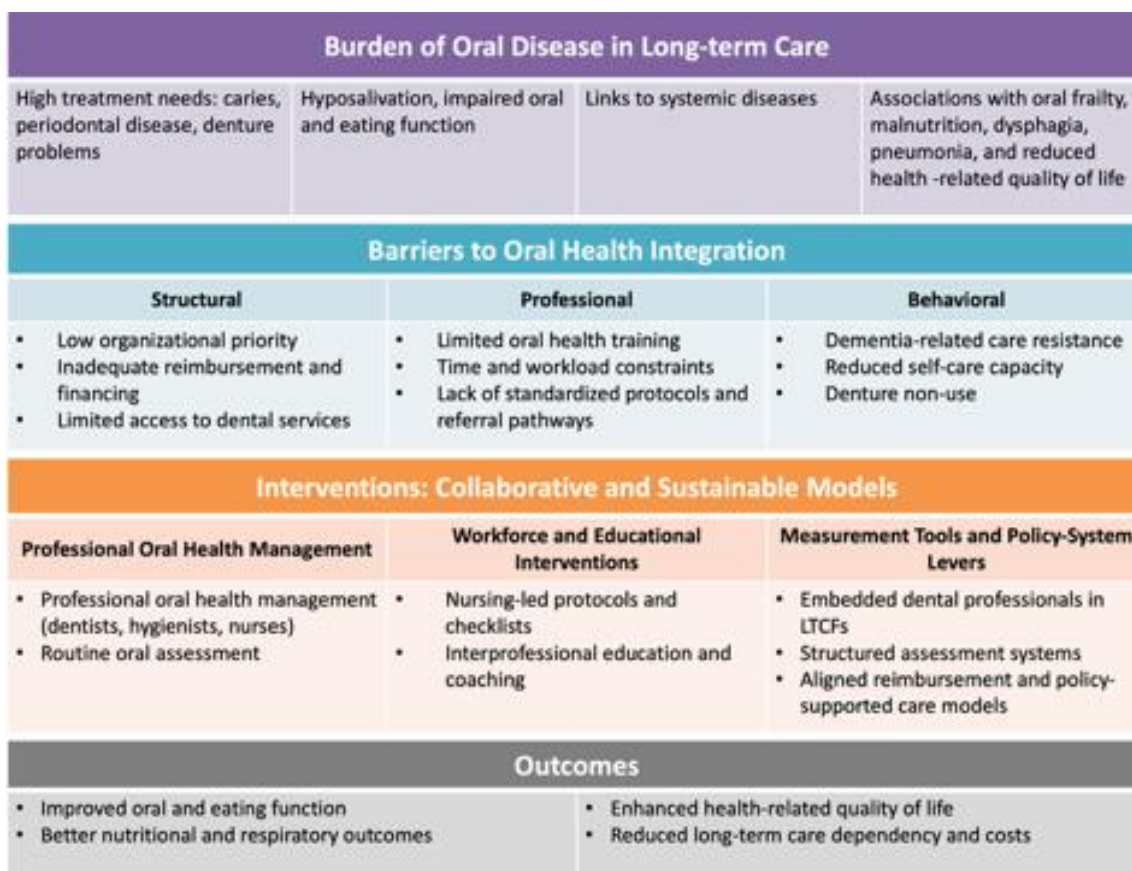 Burden of Oral Disease in Long-term Care
High treatment needs: caries,
periodontal disease, denture
problems
Hyposalivation, impaired oral
and eating function
Links to systemic diseases
Associations with oral frailty,
malnutrition, dysphagia,
pneumonia, and reduced
health -related quality of life
Barriers to Oral Health Integration
Structural
• Low organizational priority
• Inadequate reimbursement and
financing
• Limited access to dental services
Professional
• Limited oral health training
• Time and workload constraints
• Lack of standardized protocols and
referral pathways
Behavioral
• Dementia-related care resistance
• Reduced self-care capacity
• Denture non-use
Interventions: Collaborative and Sustainable Models
Professional Oral Health Management
• Professional oral health management
(dentists, hygienists, nurses)
• Routine oral assessment
Workforce and Educational
Interventions
• Nursing-led protocols and
checklists
• Interprofessional education and
coaching
Measurement Tools and Policy-System
Levers
• Embedded dental professionals in
LTCFs
• Structured assessment systems
• Aligned reimbursement and policy-
supported care models
Outcomes
• Improved oral and eating function
• Better nutritional and respiratory outcomes
• Enhanced health-related quality of life
• Reduced long-term care dependency and costs